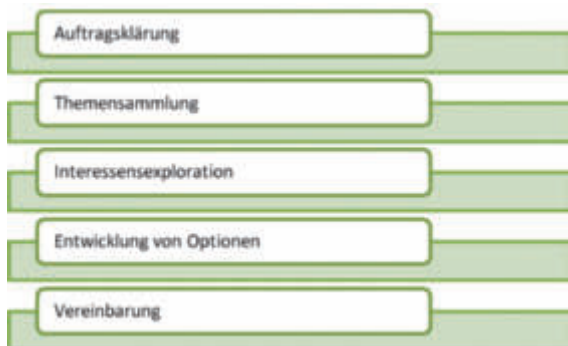 Auftragsklärung
Themensammlung
Interessensexploration
Entwicklung von Optionen
Vereinbarung